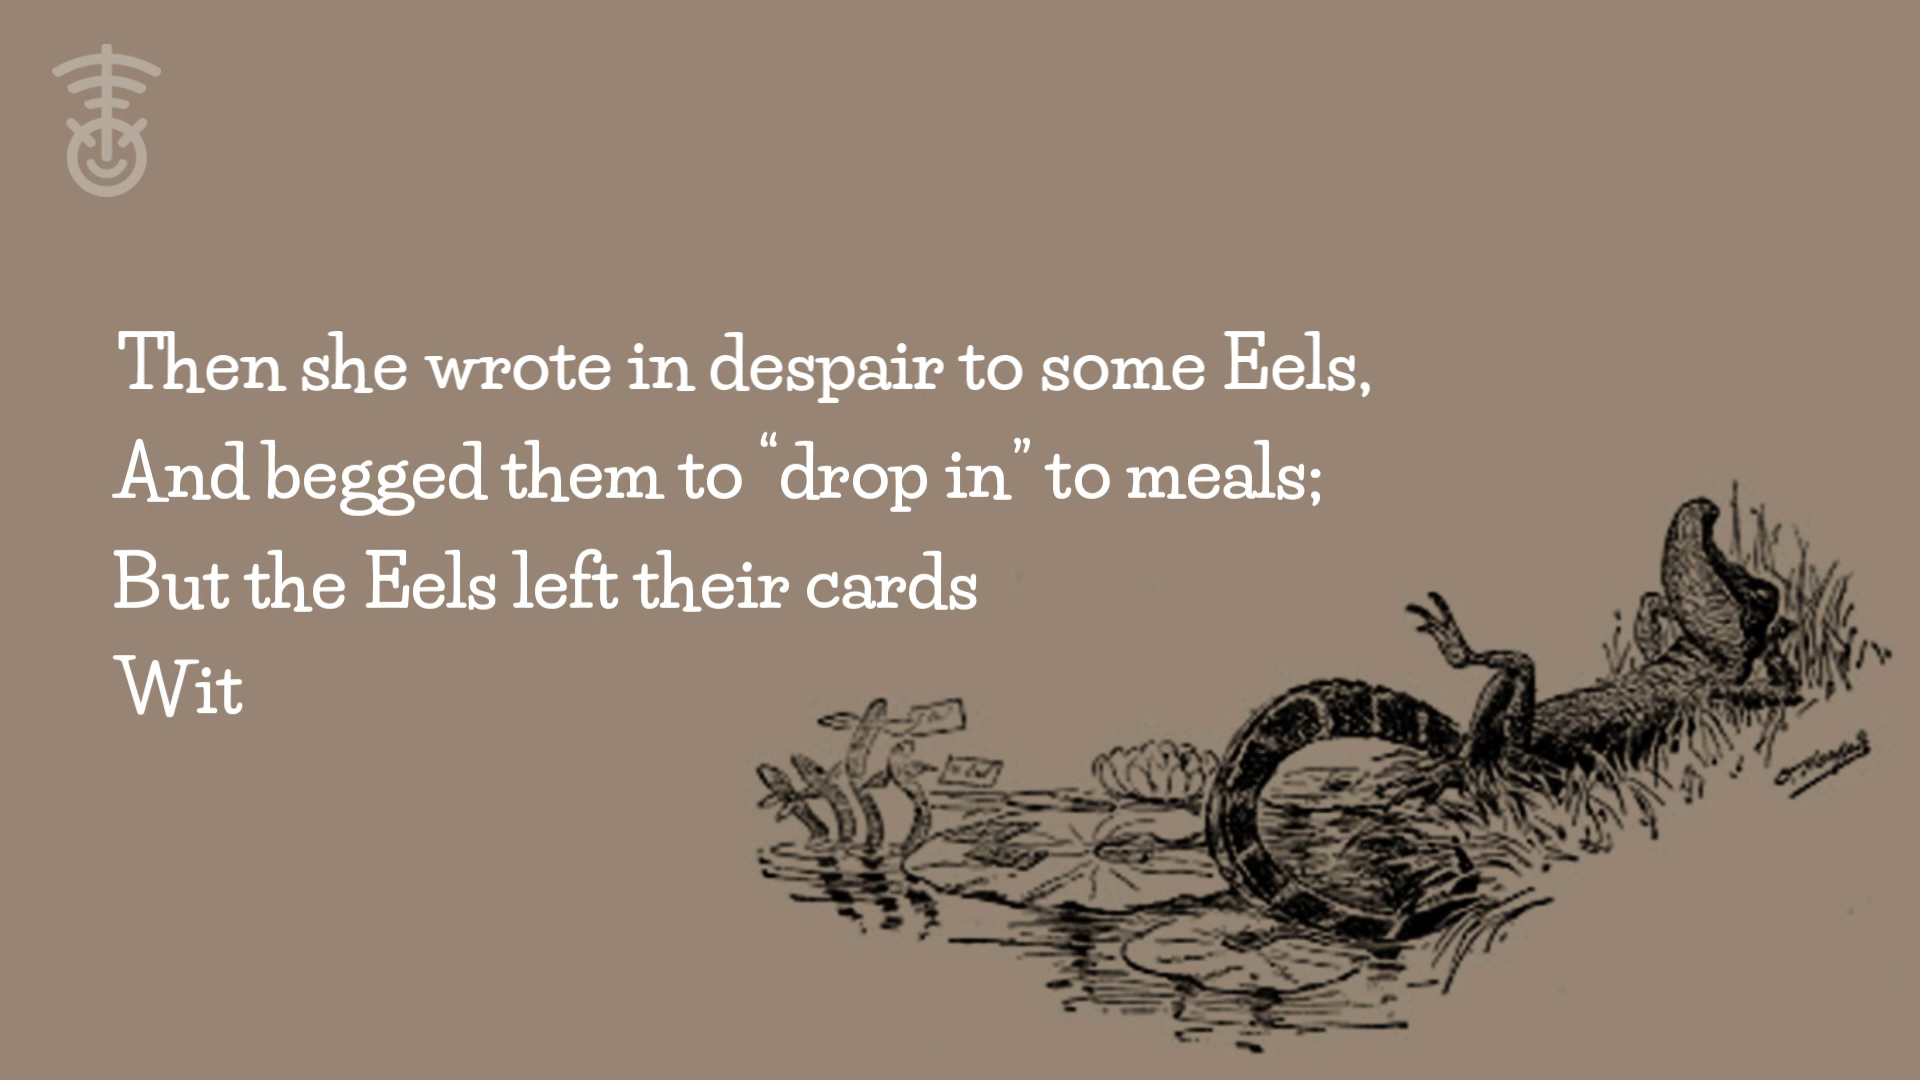 Then she wrote in despair to some Eels,
And begged them to “drop in” to meals;
But the Eels left their cards
Wit